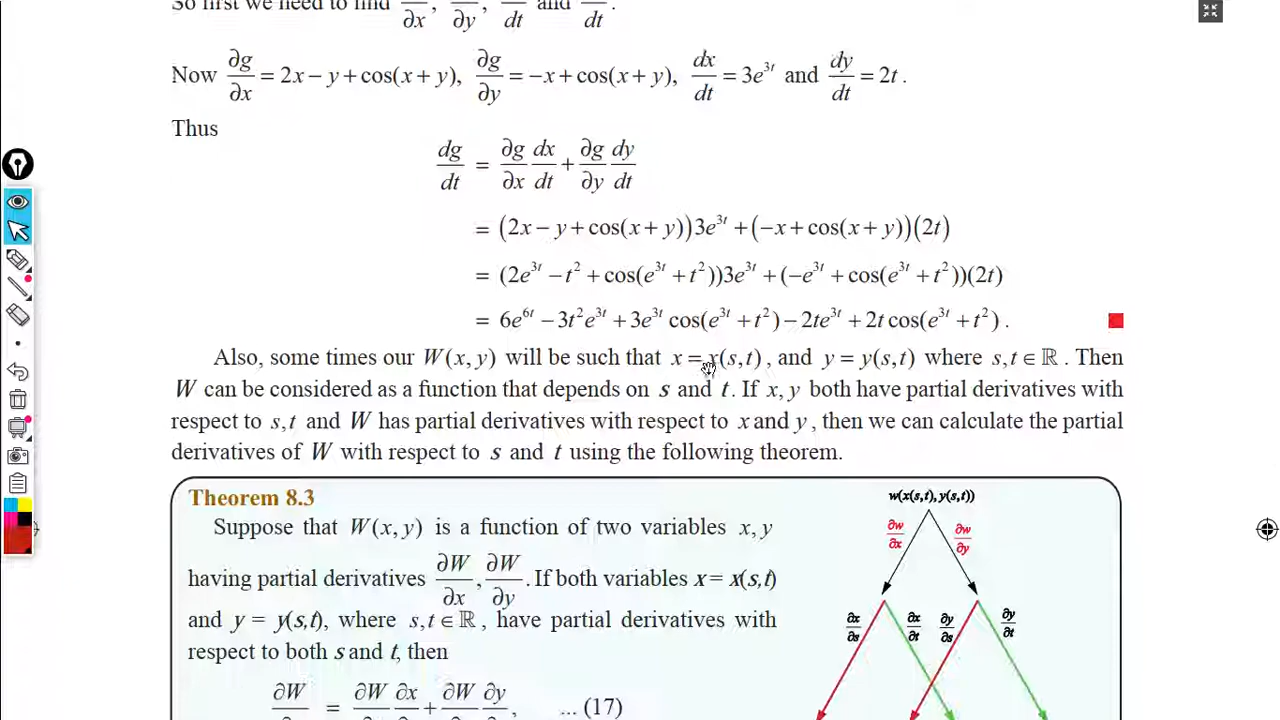 So first we need to find ∂x, ∂y, dt and dt.
Now ∂g/∂x = 2x − y + cos(x + y), ∂g/∂y = −x + cos(x + y), dx/dt = 3e^{3t} and dy/dt = 2t.
Thus
dg/dt = ∂g/∂x dx/dt + ∂g/∂y dy/dt
= (2x − y + cos(x + y))3e^{3t} + (−x + cos(x + y))(2t)
= (2e^{3t} − t^2 + cos(e^{3t} + t^2))3e^{3t} + (−e^{3t} + cos(e^{3t} + t^2))(2t)
= 6e^{6t} − 3t^2e^{3t} + 3e^{3t} cos(e^{3t} + t^2) − 2te^{3t} + 2t cos(e^{3t} + t^2).
Also, some times our W(x, y) will be such that x = x(s,t), and y = y(s,t) where s,t ∈ ℝ. Then
W can be considered as a function that depends on s and t. If x, y both have partial derivatives with
respect to s,t and W has partial derivatives with respect to x and y, then we can calculate the partial
derivatives of W with respect to s and t using the following theorem.
Theorem 8.3
Suppose that W(x, y) is a function of two variables x, y
having partial derivatives ∂W/∂x, ∂W/∂y. If both variables x = x(s,t)
and y = y(s,t), where s,t ∈ ℝ, have partial derivatives with
respect to both s and t, then
∂W = ∂W ∂x + ∂W ∂y, ... (17)
w(x(s,t), y(s,t))
∂w/∂x ∂w/∂y
∂x/∂s ∂x/∂t ∂y/∂s ∂y/∂t